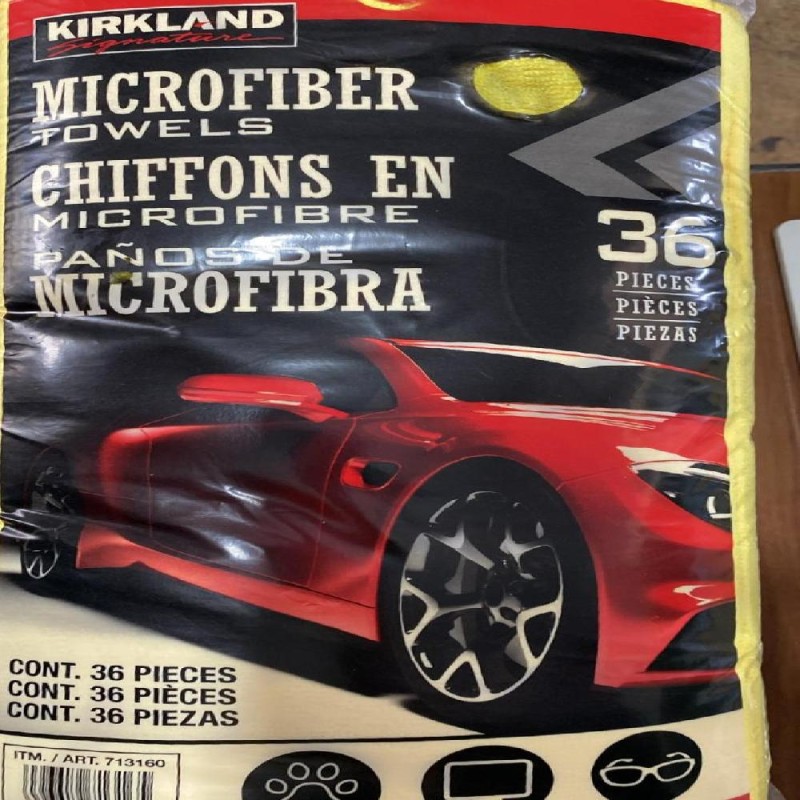 KIRKLAND
Signature
MICROFIBER
TOWELS
CHIFFONS EN
MICROFIBRE
PAÑOS DE
MICROFIBRA
36
PIECES
PIÈCES
PIEZAS
CONT. 36 PIECES
CONT. 36 PIÈCES
CONT. 36 PIEZAS
ITM. / ART. 713160